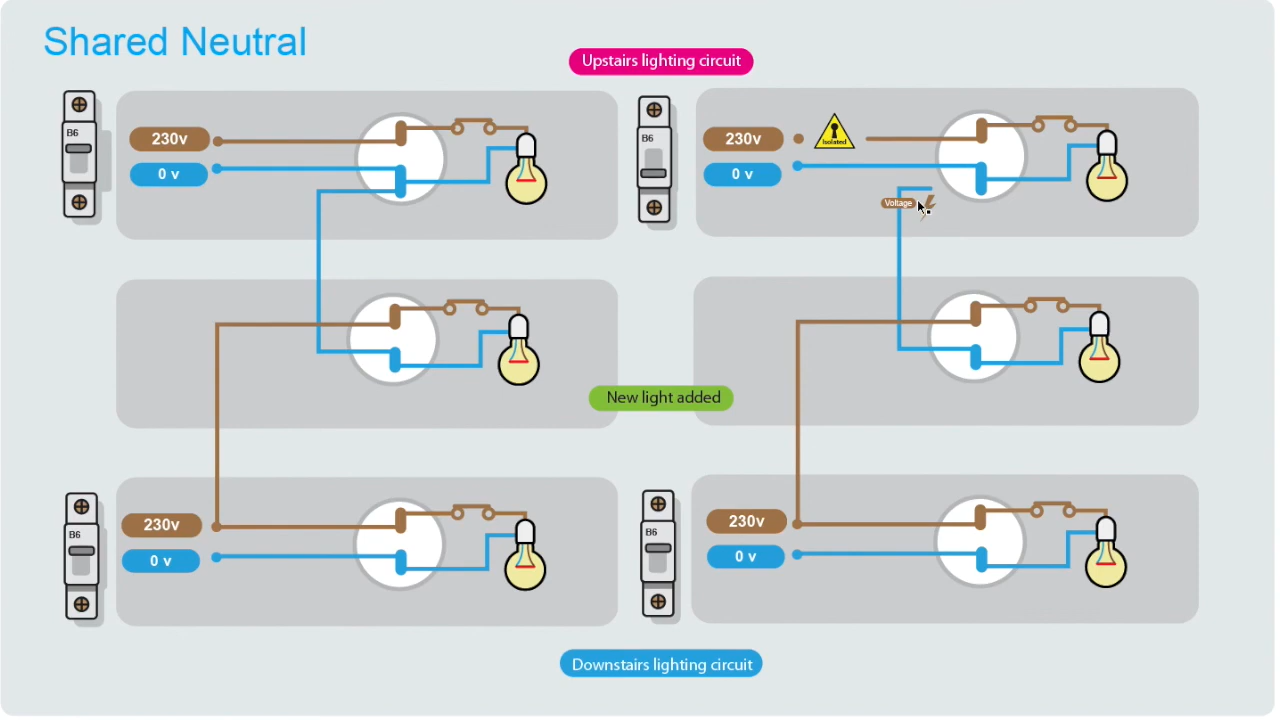 Shared Neutral
Upstairs lighting circuit
B6
230v
0 v
B6
230v
Isolated
0 v
Voltage
New light added
B6
230v
0 v
B6
230v
0 v
Downstairs lighting circuit